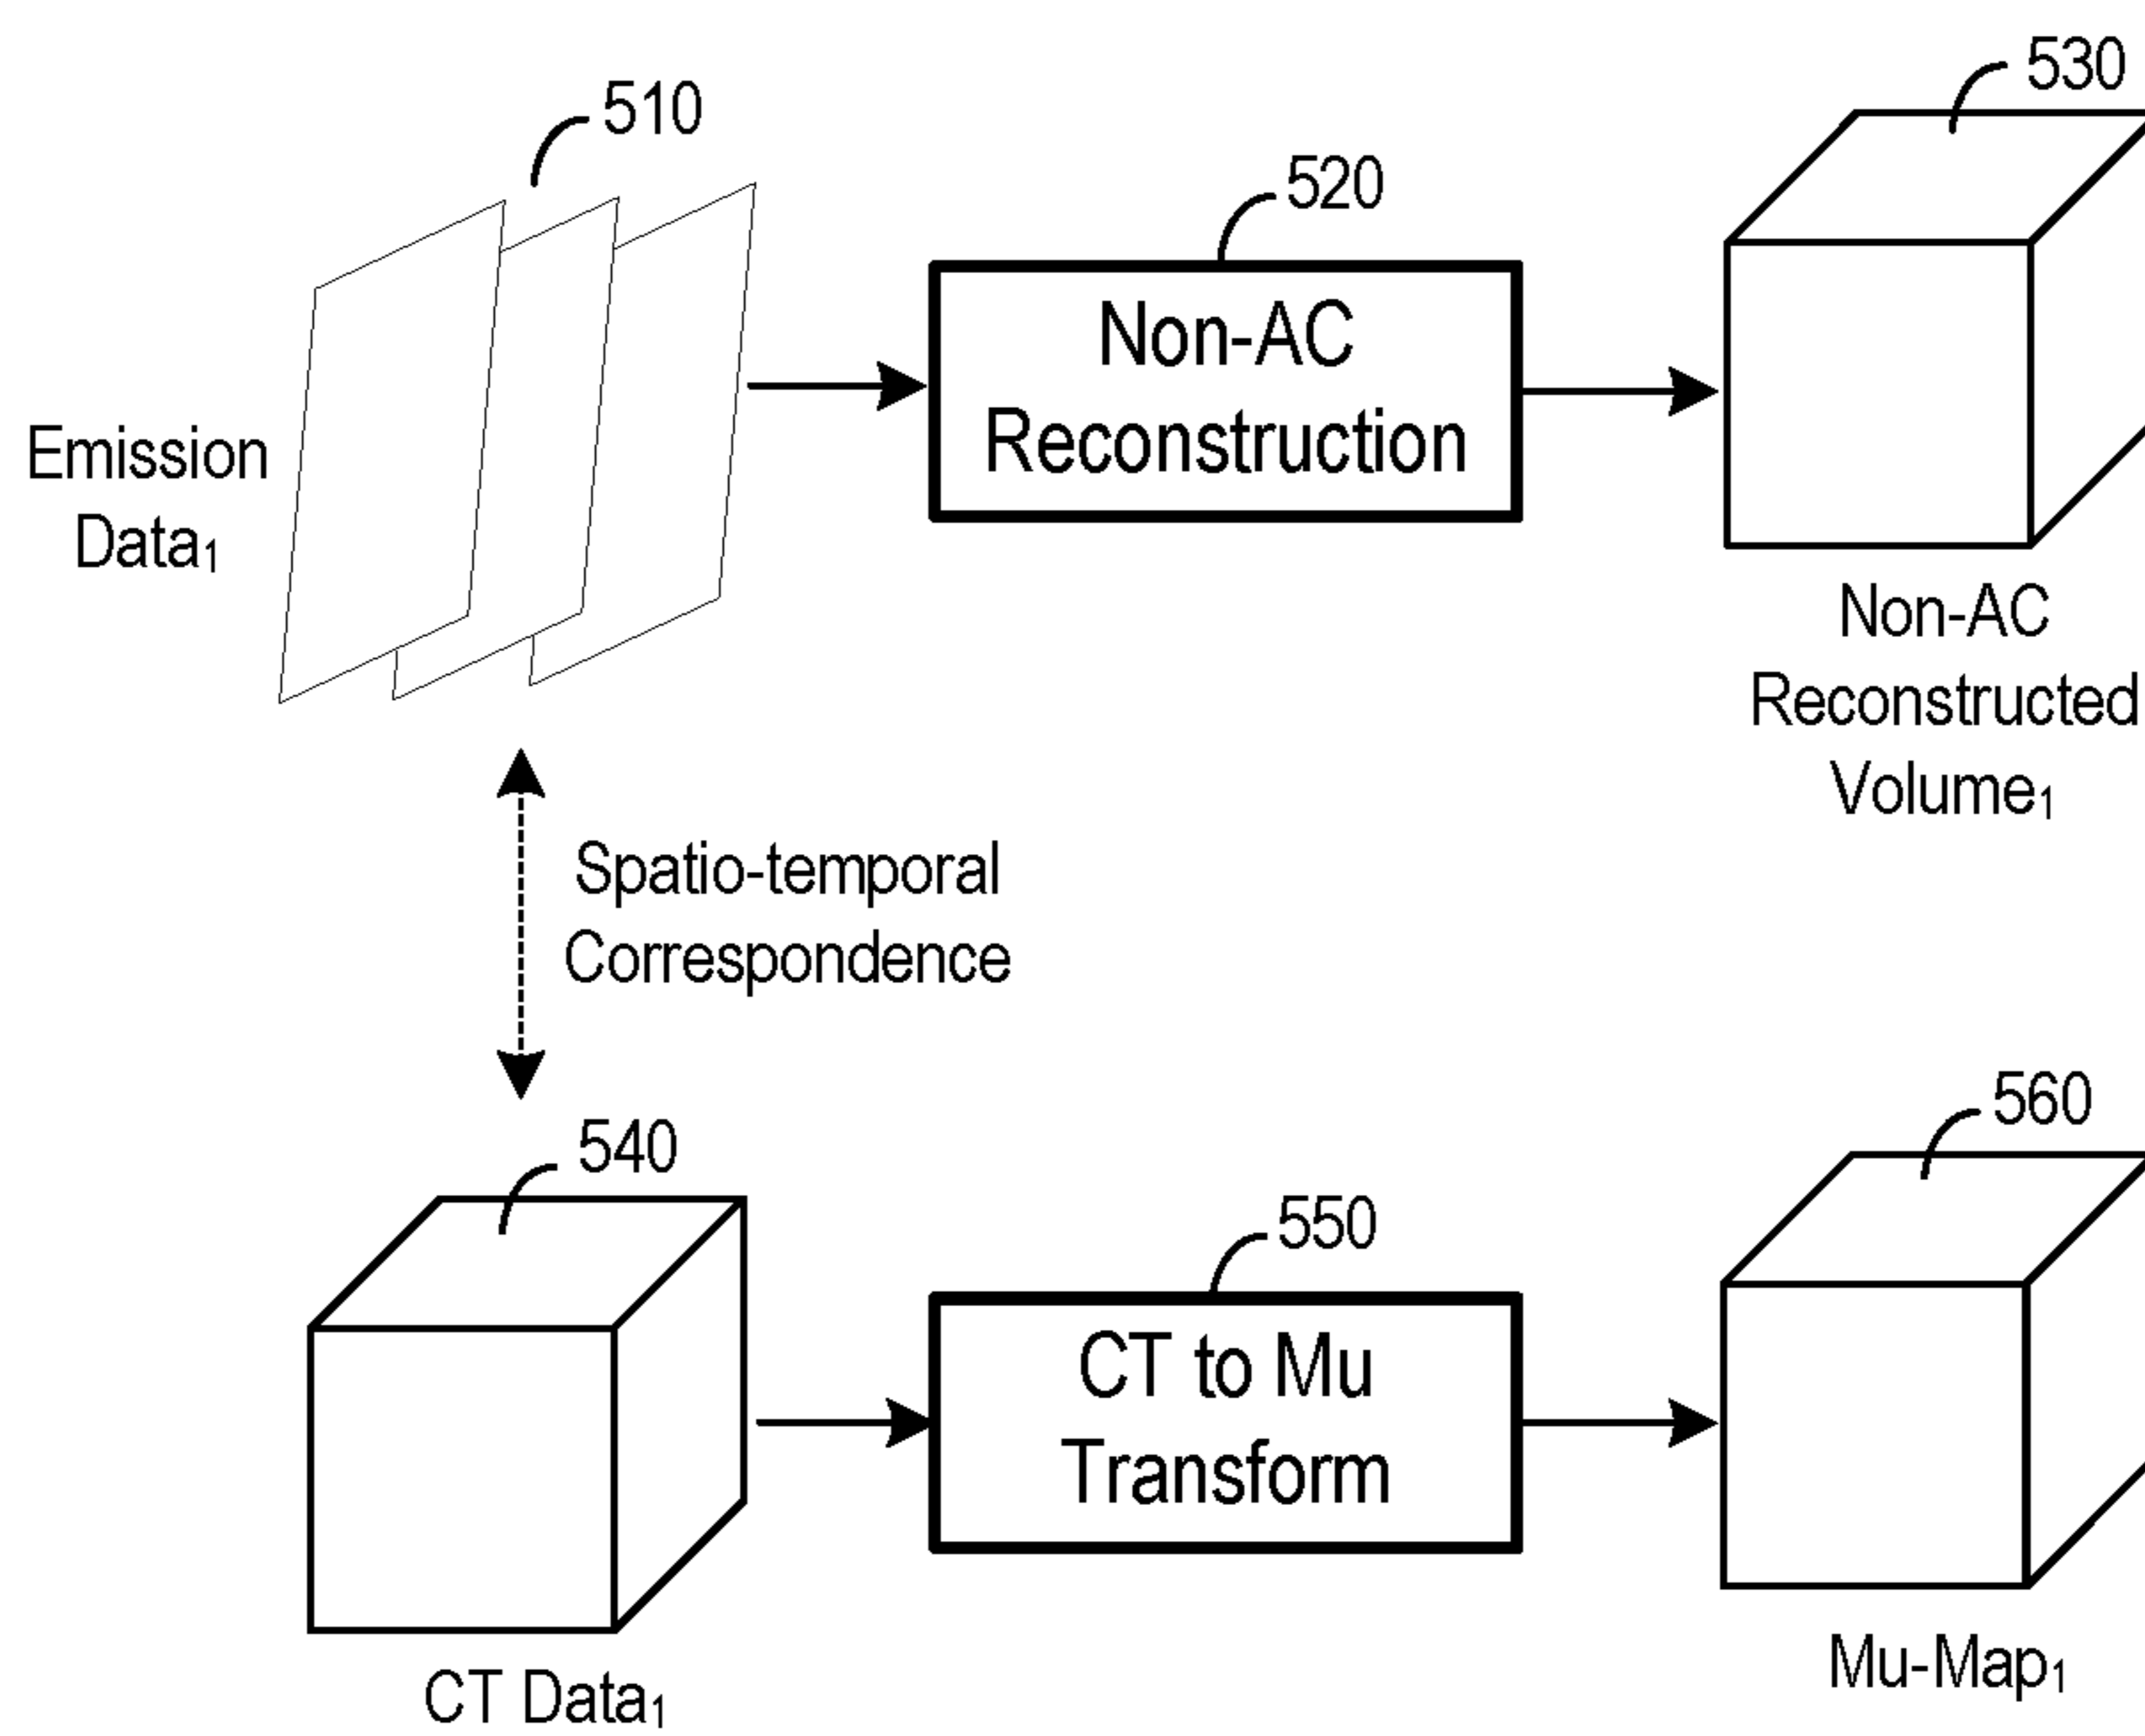 510
530
520
Non-AC
Reconstruction
Emission
Data₁
Non-AC
Reconstructed
Volume₁
Spatio-temporal
Correspondence
540
560
550
CT to Mu
Transform
CT Data₁
Mu-Map₁